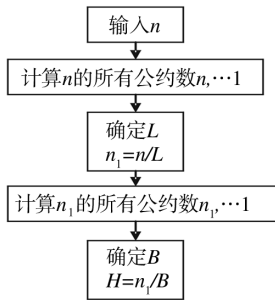 输入n
计算n的所有公约数n,…1
确定L
n₁=n/L
计算n₁的所有公约数n₁,…1
确定B
H=n₁/B